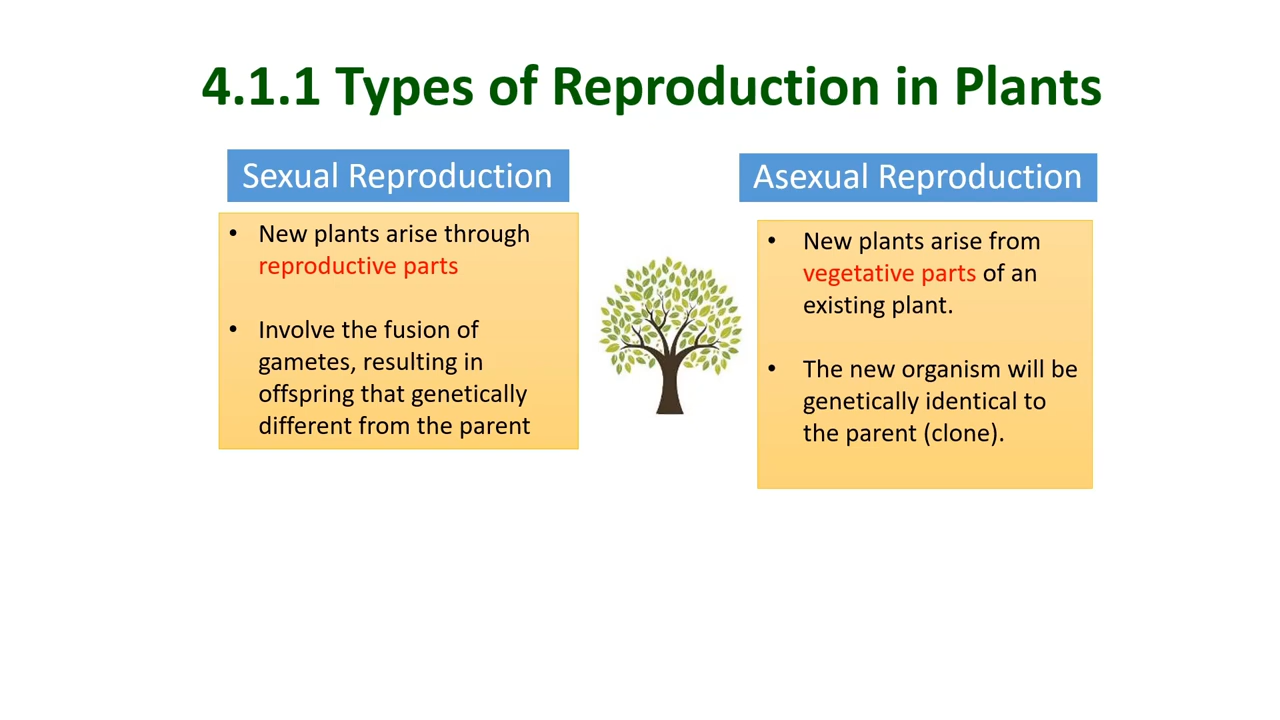 4.1.1 Types of Reproduction in Plants
Sexual Reproduction
• New plants arise through
reproductive parts
• Involve the fusion of
gametes, resulting in
offspring that genetically
different from the parent
Asexual Reproduction
• New plants arise from
vegetative parts of an
existing plant.
• The new organism will be
genetically identical to
the parent (clone).